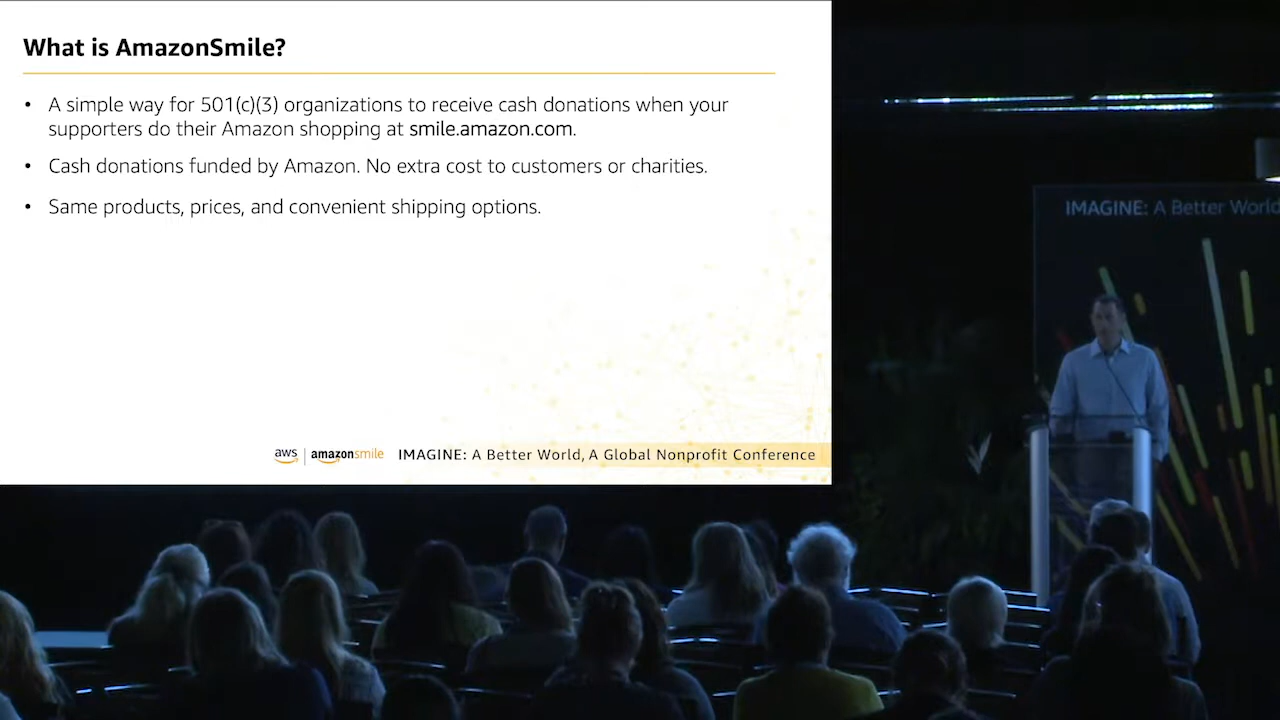 What is AmazonSmile?
• A simple way for 501(c)(3) organizations to receive cash donations when your
supporters do their Amazon shopping at smile.amazon.com.
• Cash donations funded by Amazon. No extra cost to customers or charities.
• Same products, prices, and convenient shipping options.
aws | amazonsmile IMAGINE: A Better World, A Global Nonprofit Conference
IMAGINE: A Better World